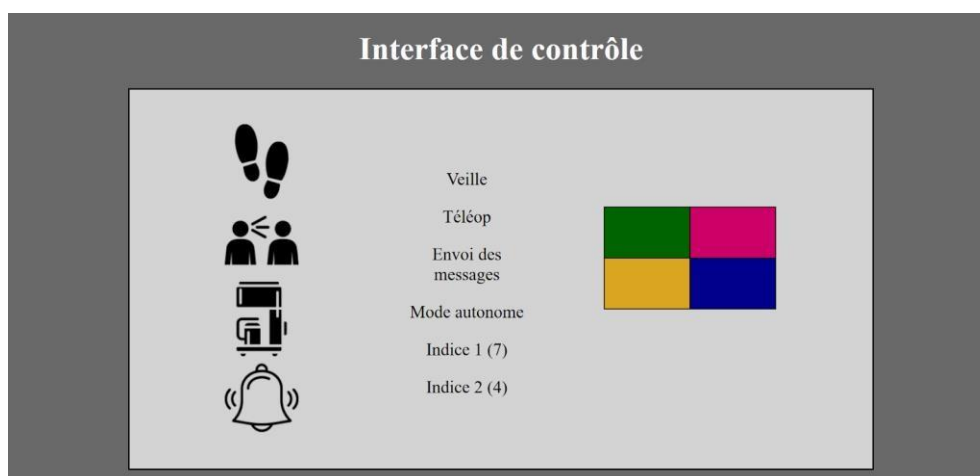 Interface de contrôle
Veille
Téléop
Envoi des
messages
Mode autonome
Indice 1 (7)
Indice 2 (4)